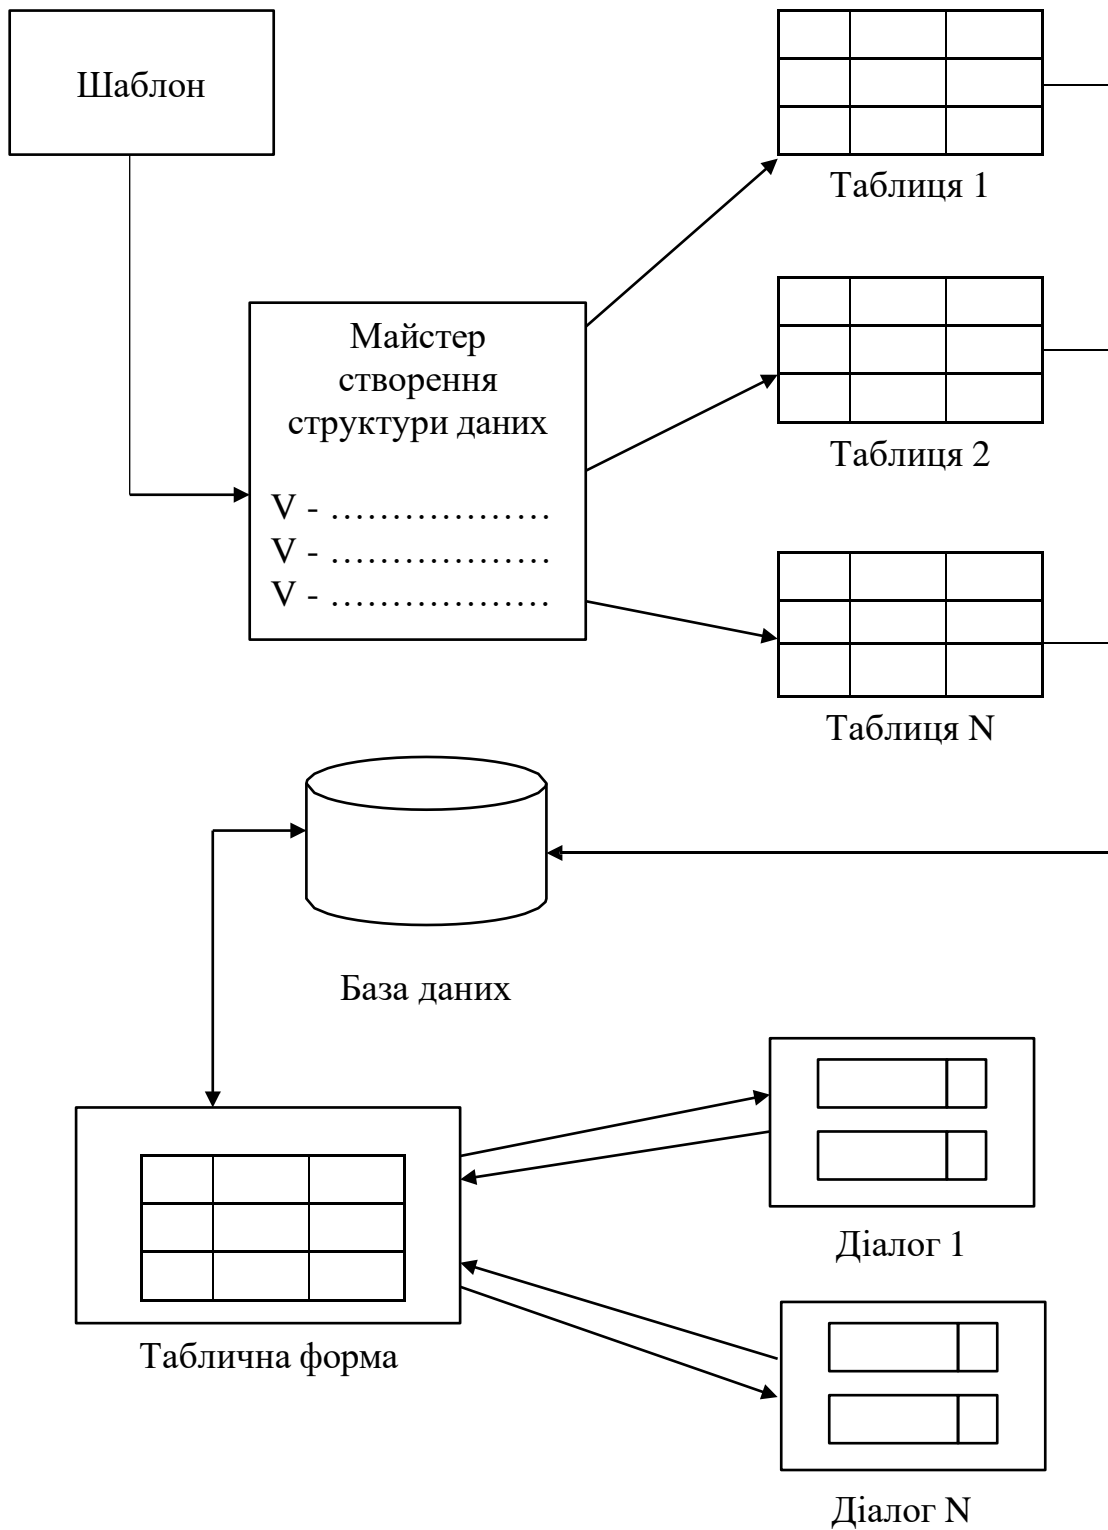 Шаблон
Таблиця 1
Майстер
створення
структури даних
V - ………………
V - ………………
V - ………………
Таблиця 2
Таблиця N
База даних
Діалог 1
Таблична форма
Діалог N